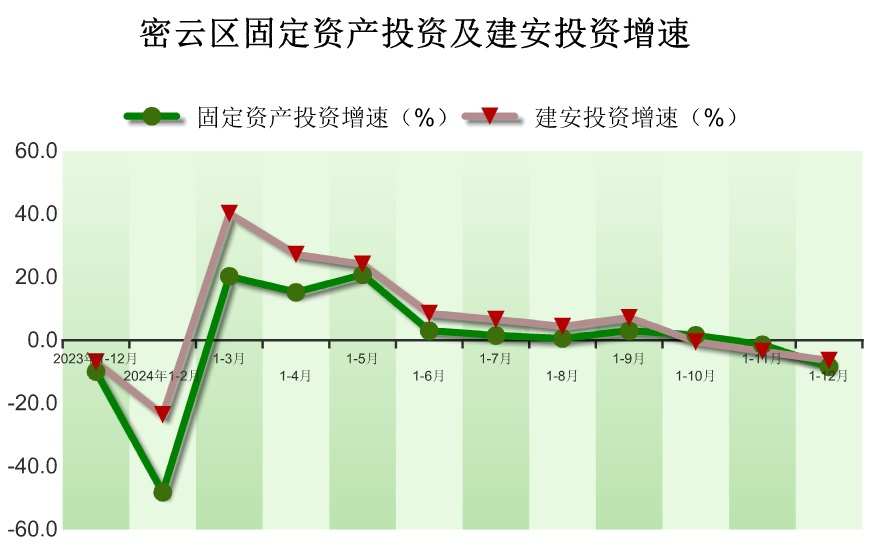 密云区固定资产投资及建安投资增速
固定资产投资增速（%） 建安投资增速（%）
60.0
40.0
20.0
0.0
-20.0
-40.0
-60.0
2023年1-12月
2024年1-2月
1-3月
1-4月
1-5月
1-6月
1-7月
1-8月
1-9月
1-10月
1-11月
1-12月